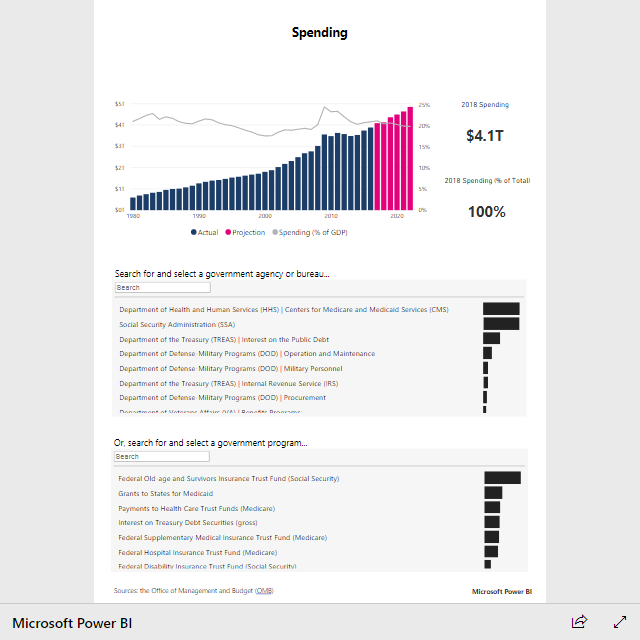 Spending
$5T
$4T
$3T
$2T
$1T
$0T
25%
20%
15%
10%
5%
0%
1980 1990 2000 2010 2020
Actual Projection Spending (% of GDP)
2018 Spending
$4.1T
2018 Spending (% of Total)
100%
Search for and select a government agency or bureau...
Search
Department of Health and Human Services (HHS) | Centers for Medicare and Medicaid Services (CMS)
Social Security Administration (SSA)
Department of the Treasury (TREAS) | Interest on the Public Debt
Department of Defense-Military Programs (DOD) | Operation and Maintenance
Department of Defense-Military Programs (DOD) | Military Personnel
Department of the Treasury (TREAS) | Internal Revenue Service (IRS)
Department of Defense-Military Programs (DOD) | Procurement
Department of Veterans Affairs (VA) | Benefits Programs
Or, search for and select a government program...
Search
Federal Old-age and Survivors Insurance Trust Fund (Social Security)
Grants to States for Medicaid
Payments to Health Care Trust Funds (Medicare)
Interest on Treasury Debt Securities (gross)
Federal Supplementary Medical Insurance Trust Fund (Medicare)
Federal Hospital Insurance Trust Fund (Medicare)
Federal Disability Insurance Trust Fund (Social Security)
Sources: the Office of Management and Budget (OMB)
Microsoft Power BI
Microsoft Power BI